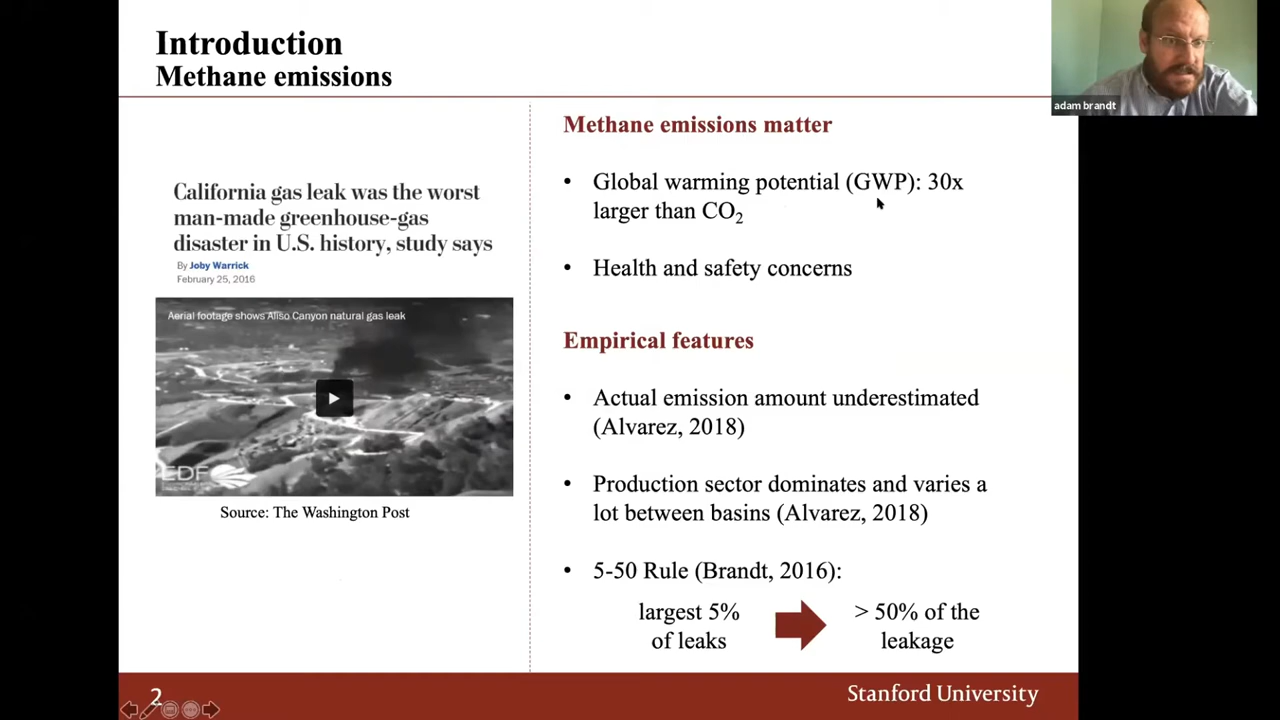 Introduction
Methane emissions
adam brandt
California gas leak was the worst
man-made greenhouse-gas
disaster in U.S. history, study says
By Joby Warrick
February 25, 2016
Aerial footage shows Aliso Canyon natural gas leak
EDF
Source: The Washington Post
Methane emissions matter
• Global warming potential (GWP): 30x
larger than CO₂
• Health and safety concerns
Empirical features
• Actual emission amount underestimated
(Alvarez, 2018)
• Production sector dominates and varies a
lot between basins (Alvarez, 2018)
• 5-50 Rule (Brandt, 2016):
largest 5%
of leaks
> 50% of the
leakage
2
Stanford University